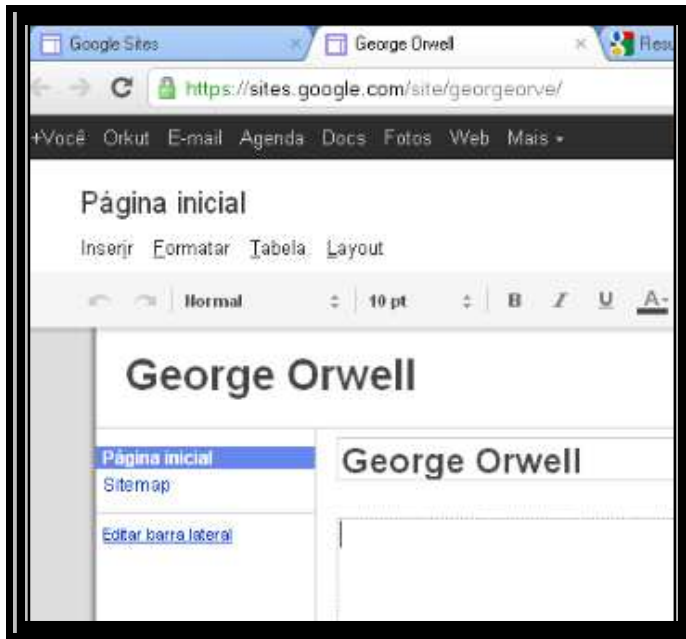 Google Sites George Orwell Resu
https://sites.google.com/site/georgeorve/
+Você Orkut E-mail Agenda Docs Fotos Web Mais
Página inicial
Inserir Formatar Tabela Layout
Normal 10 pt B I U A
George Orwell
Página inicial
George Orwell
Sitemap
Editar barra lateral